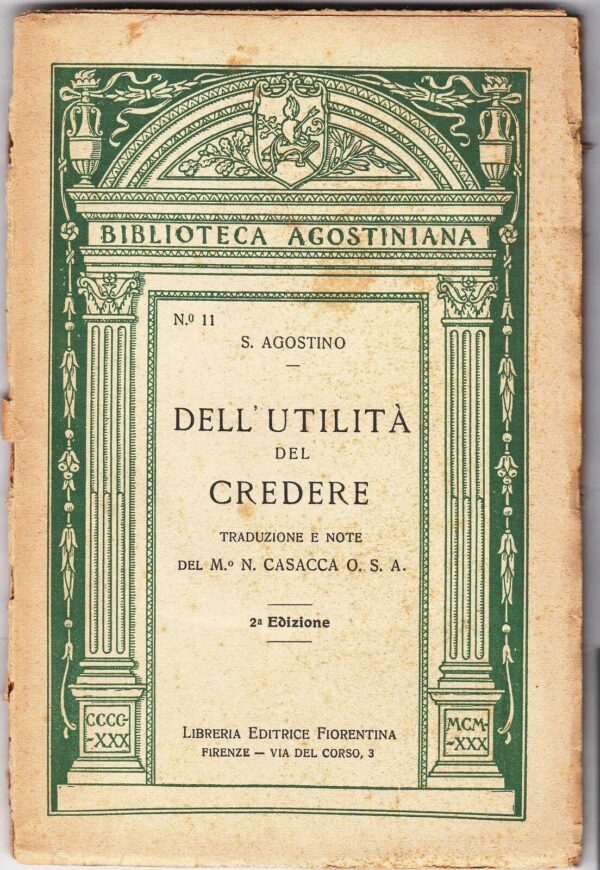 BIBLIOTECA AGOSTINIANA
N.º 11
S. AGOSTINO
—
DELL'UTILITÀ
DEL
CREDERE
TRADUZIONE E NOTE
DEL M.º N. CASACCA O. S. A.
2ª Edizione
CCCC-
-XXX
MCM-
-XXX
LIBRERIA EDITRICE FIORENTINA
FIRENZE — VIA DEL CORSO, 3